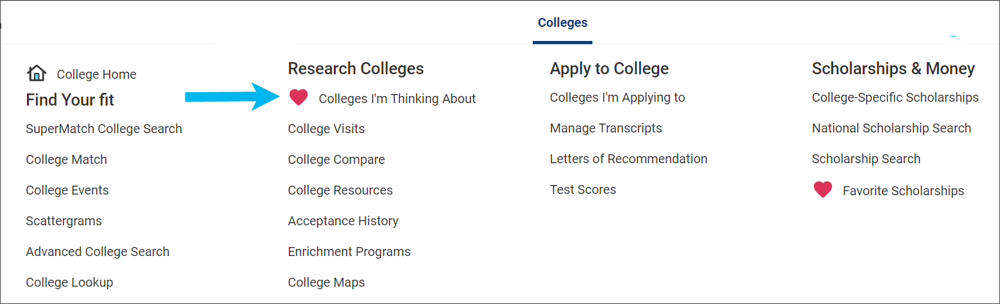 Colleges
College Home
Find Your fit
SuperMatch College Search
College Match
College Events
Scattergrams
Advanced College Search
College Lookup
Research Colleges
Colleges I'm Thinking About
College Visits
College Compare
College Resources
Acceptance History
Enrichment Programs
College Maps
Apply to College
Colleges I'm Applying to
Manage Transcripts
Letters of Recommendation
Test Scores
Scholarships & Money
College-Specific Scholarships
National Scholarship Search
Scholarship Search
Favorite Scholarships